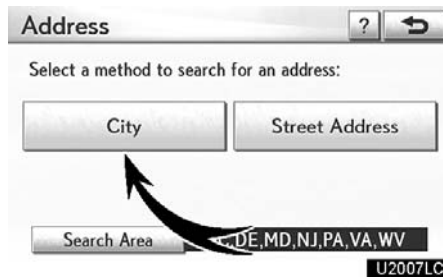 Address ?
Select a method to search for an address:
City Street Address
Search Area DE,MD,NJ,PA,VA,WV
U2007LC